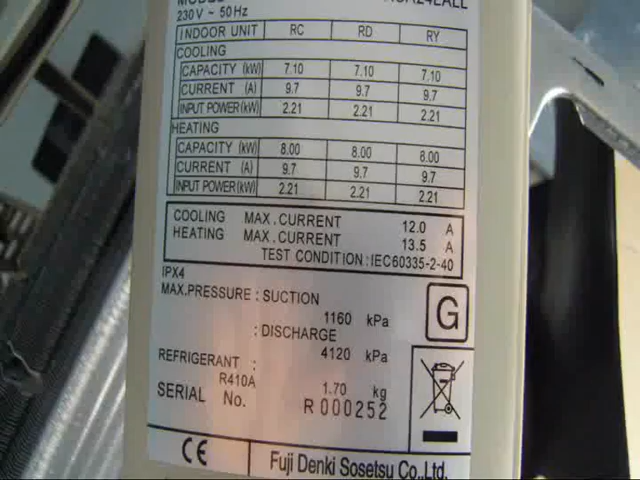 230 V ~ 50 Hz
INDOOR UNIT RC RD RY
COOLING
CAPACITY (kW) 7.10 7.10 7.10
CURRENT (A) 9.7 9.7 9.7
INPUT POWER(kW) 2.21 2.21 2.21
HEATING
CAPACITY (kW) 8.00 8.00 8.00
CURRENT (A) 9.7 9.7 9.7
INPUT POWER(kW) 2.21 2.21 2.21
COOLING MAX. CURRENT 12.0 A
HEATING MAX. CURRENT 13.5 A
TEST CONDITION : IEC60335-2-40
IPX4
MAX. PRESSURE : SUCTION
1160 kPa
: DISCHARGE
4120 kPa
REFRIGERANT :
R410A 1.70 kg
SERIAL No. R 000252
G
CE
Fuji Denki Sosetsu Co., Ltd.